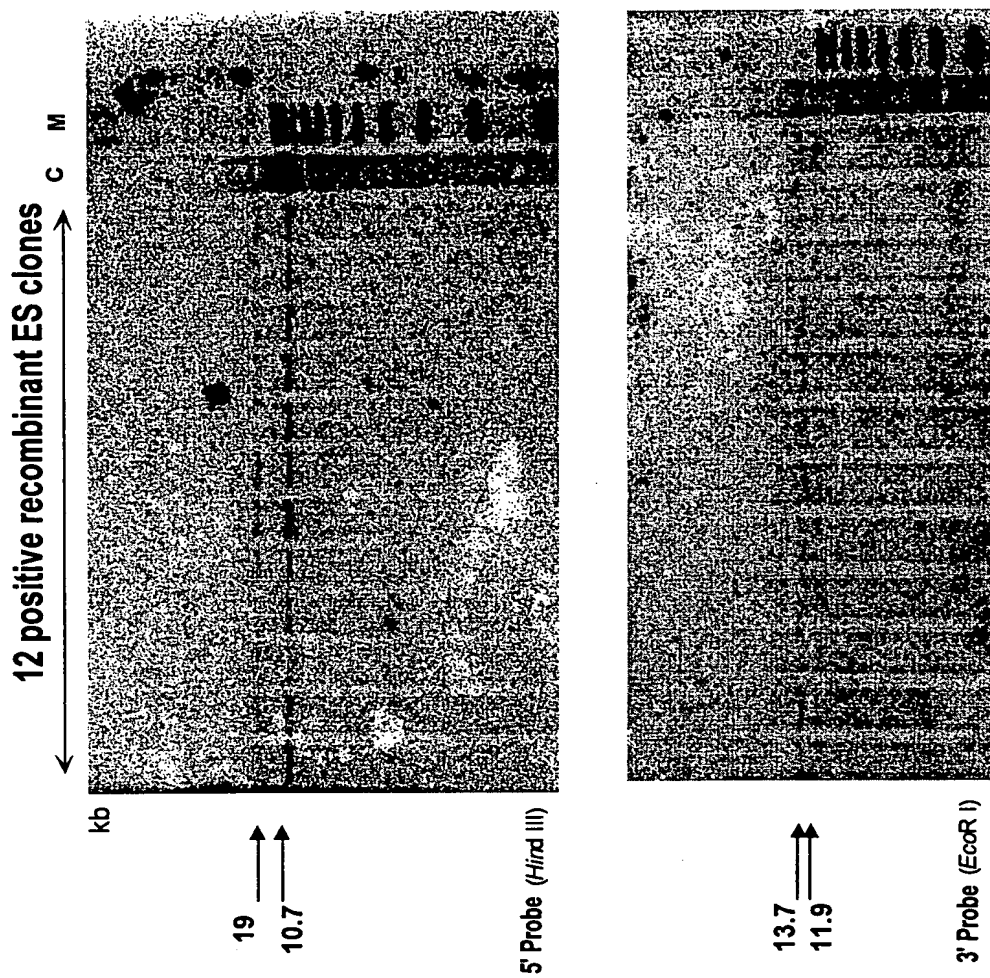 12 positive recombinant ES clones
C M
kb
19
10.7
5' Probe (Hind III)
13.7
11.9
3' Probe (EcoR I)